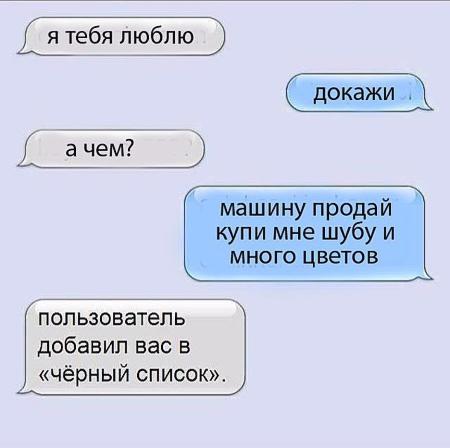 я тебя люблю
докажи
а чем?
машину продай
купи мне шубу и
много цветов
пользователь
добавил вас в
«чёрный список».